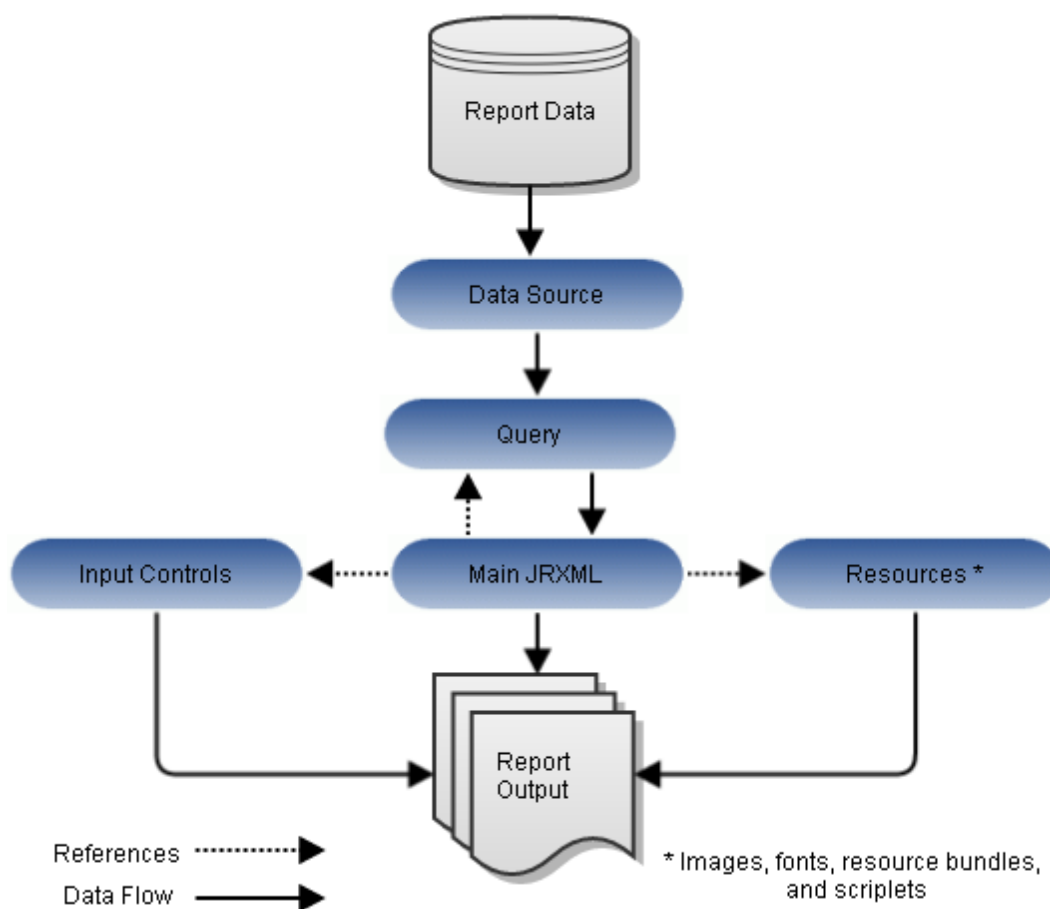 Report Data
Data Source
Query
Input Controls
Main JRXML
Resources *
Report
Output
References
Data Flow
* Images, fonts, resource bundles,
and scriplets